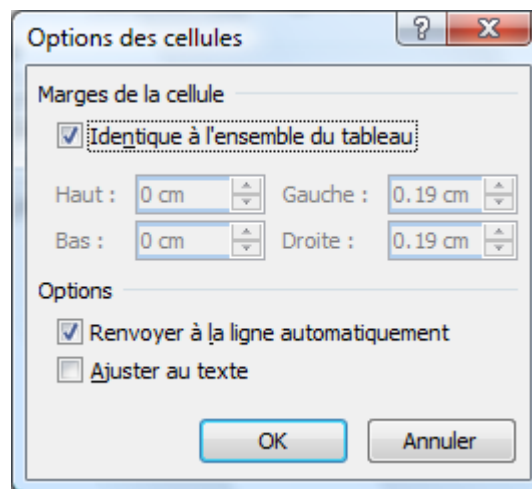 Options des cellules
Marges de la cellule
Identique à l'ensemble du tableau
Haut : 0 cm Gauche : 0.19 cm
Bas : 0 cm Droite : 0.19 cm
Options
Renvoyer à la ligne automatiquement
Ajuster au texte
OK Annuler